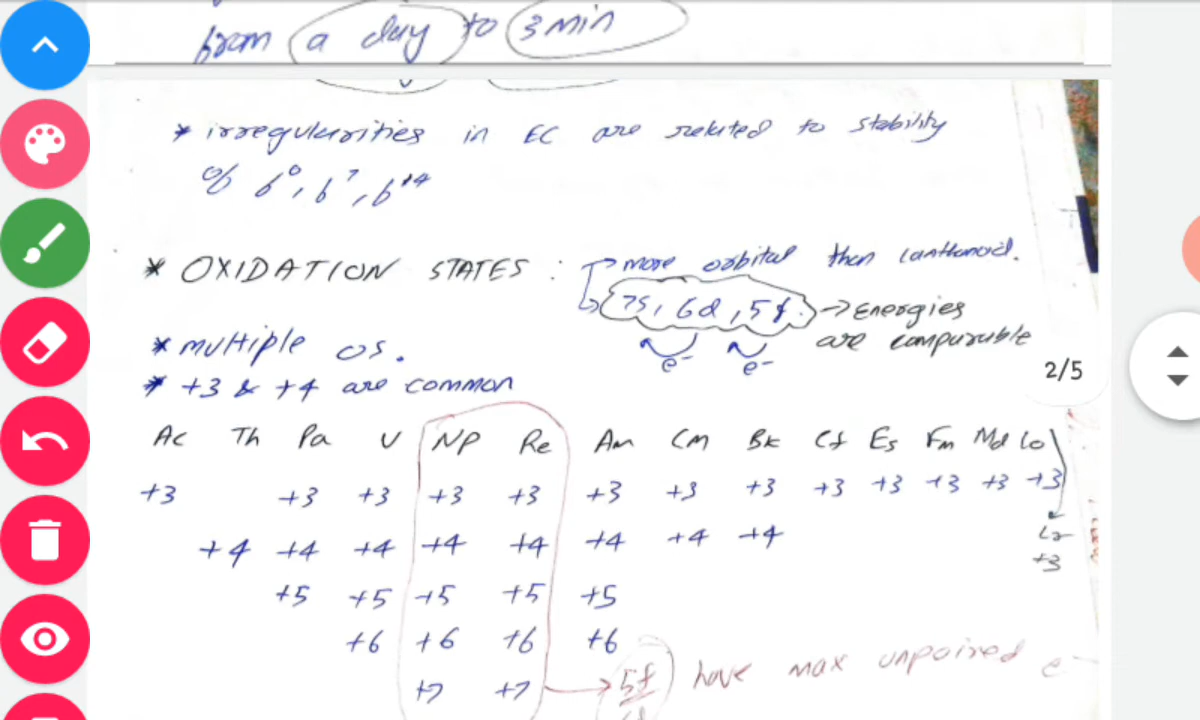 from a day to 3 min
* irregularities in EC are related to stability
of f⁰, f⁷, f¹⁴
* OXIDATION STATES : more orbital then lanthanoid.
7s, 6d, 5f. → Energies
are comparable
e⁻ e⁻
* multiple os.
* +3 & +4 are common
2/5
Ac Th Pa U NP Re Am Cm Bk Cf Es Fm Md Lo
+3 +3 +3 +3 +3 +3 +3 +3 +3 +3 +3 +3 +3
+4 +4 +4 +4 +4 +4 +4 +4
Lr
+3
+5 +5 +5 +5 +5
+6 +6 +6 +6
+7 +7 → 5f have max unpaired e⁻